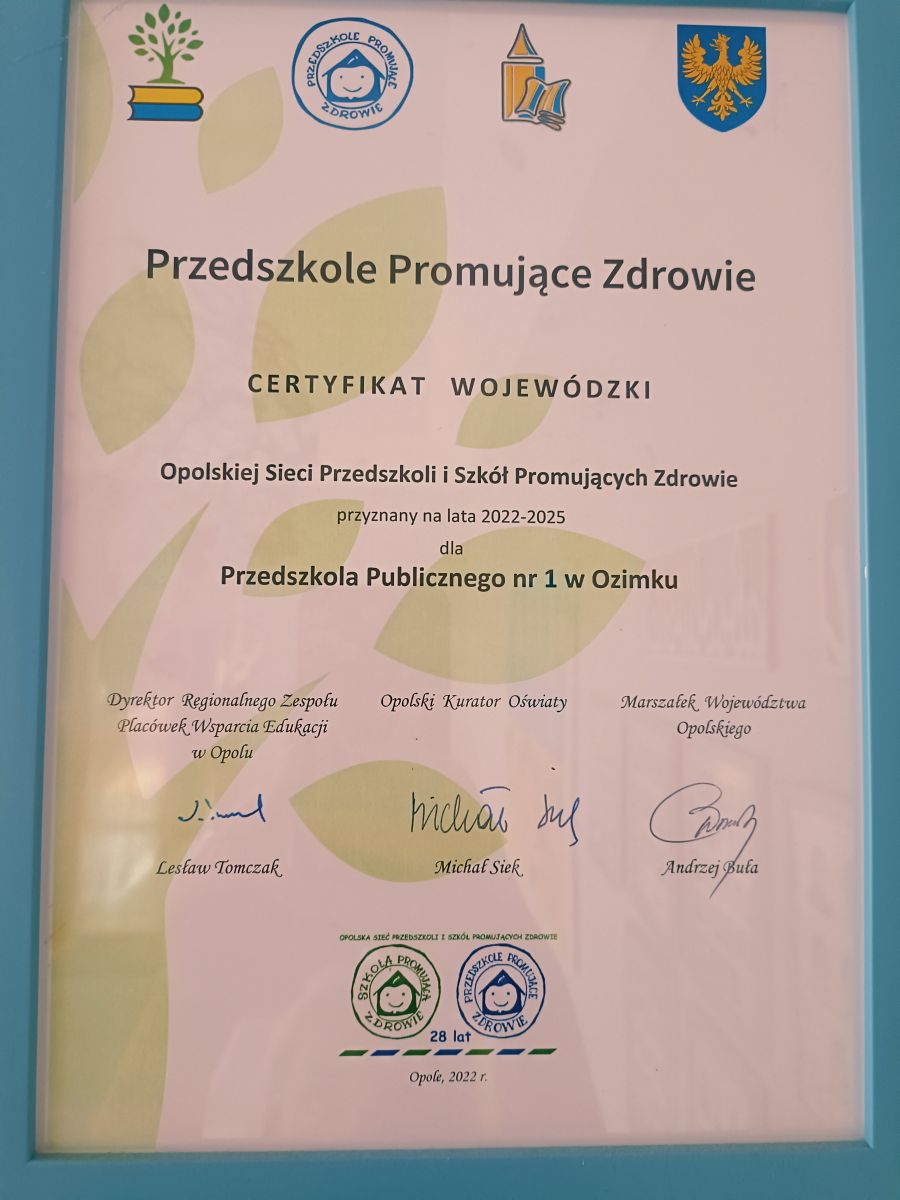 PRZEDSZKOLE PROMUJĄCE
ZDROWIE
Przedszkole Promujące Zdrowie
CERTYFIKAT WOJEWÓDZKI
Opolskiej Sieci Przedszkoli i Szkół Promujących Zdrowie
przyznany na lata 2022-2025
dla
Przedszkola Publicznego nr 1 w Ozimku
Dyrektor Regionalnego Zespołu
Placówek Wsparcia Edukacji
w Opolu
Opolski Kurator Oświaty
Marszałek Województwa
Opolskiego
Michał Siek
Lesław Tomczak
Michał Siek
Andrzej Buła
OPOLSKA SIEĆ PRZEDSZKOLI I SZKÓŁ PROMUJĄCYCH ZDROWIE
SZKOŁA PROMUJĄCA
ZDROWIE
PRZEDSZKOLE PROMUJĄCE
ZDROWIE
28 lat
Opole, 2022 r.